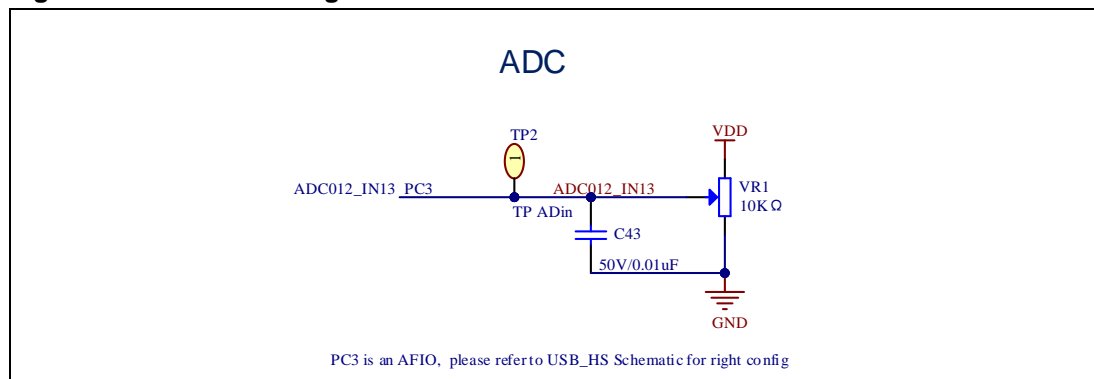 ADC
TP2
1
VDD
ADC012_IN13_PC3
ADC012_IN13
VR1
10KΩ
TP ADin
C43
50V/0.01uF
GND
PC3 is an AFIO, please refer to USB_HS Schematic for right config